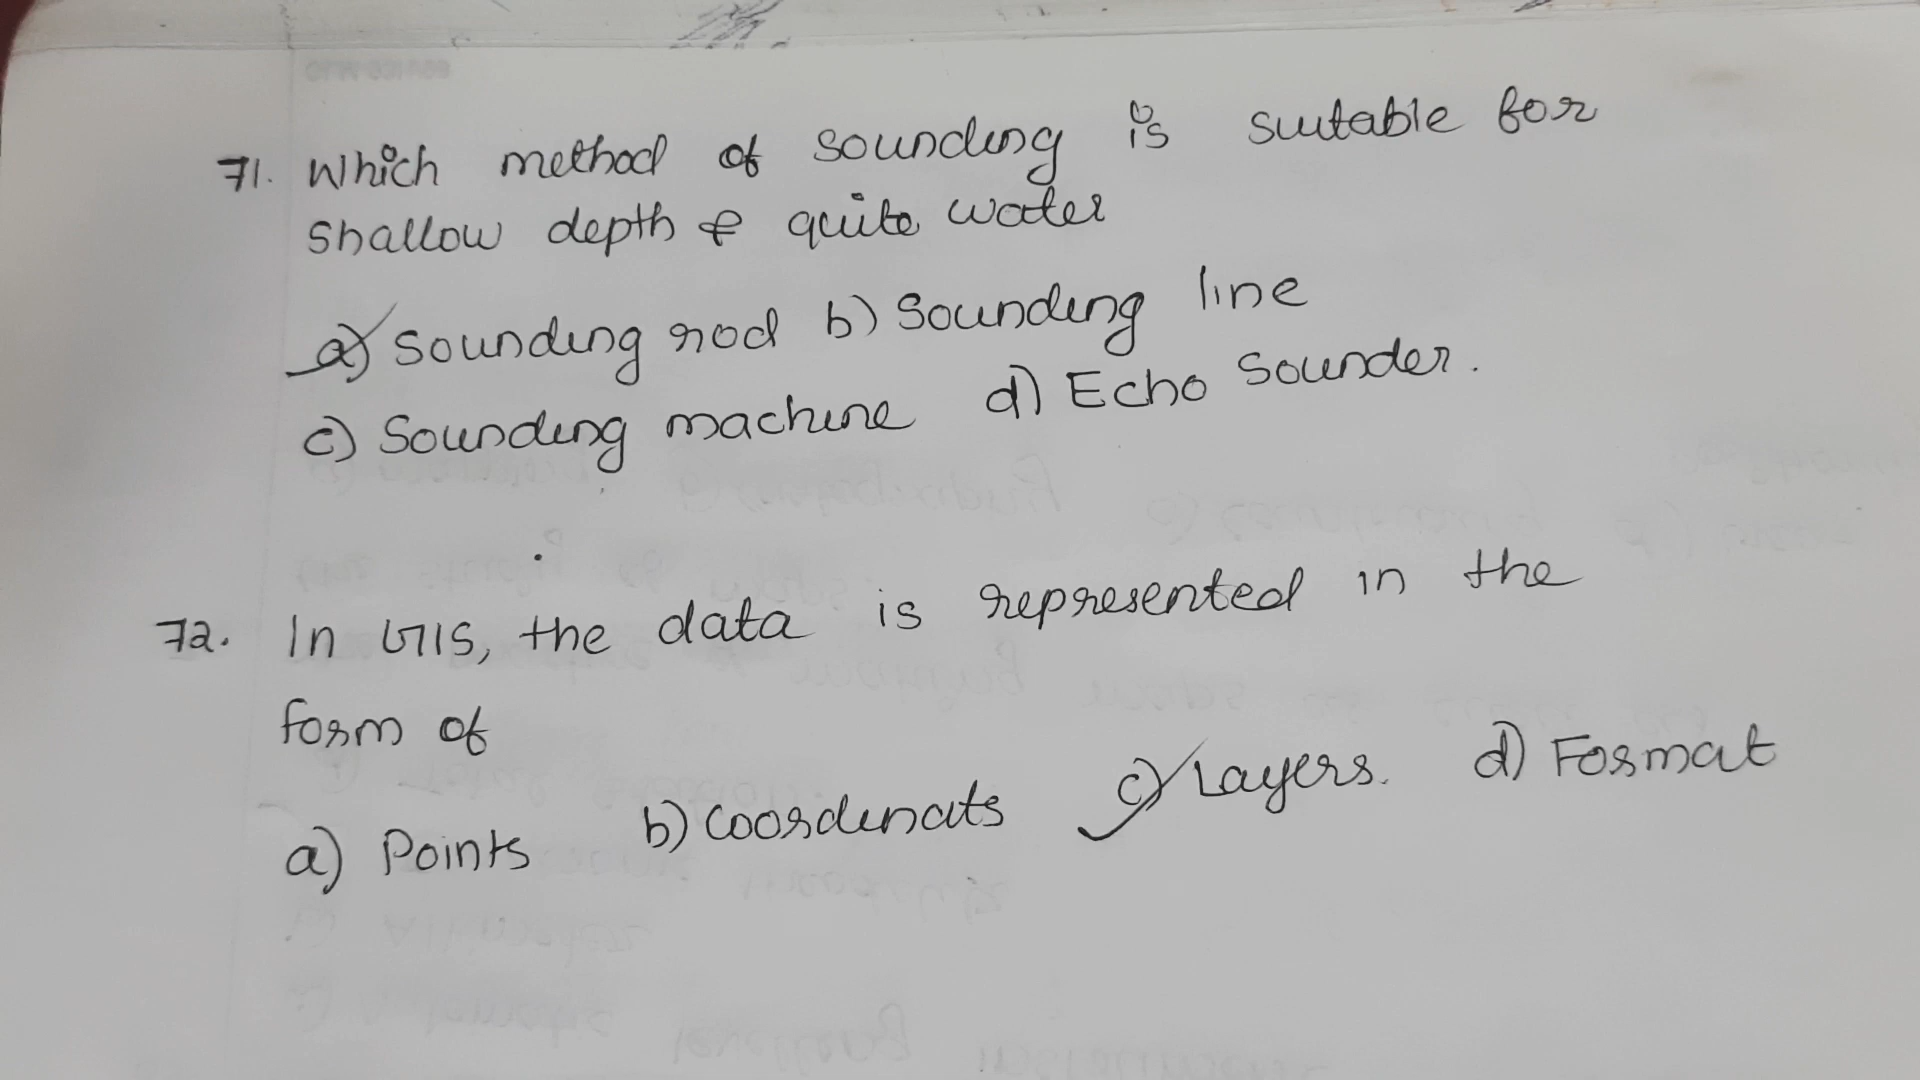 71. Which method of sounding is suitable for
shallow depth & quite water
a) sounding rod b) Sounding line
c) Sounding machine d) Echo Sounder.
72. In GIS, the data is represented in the
form of
a) Points b) Coordinats c) Layers. d) Format